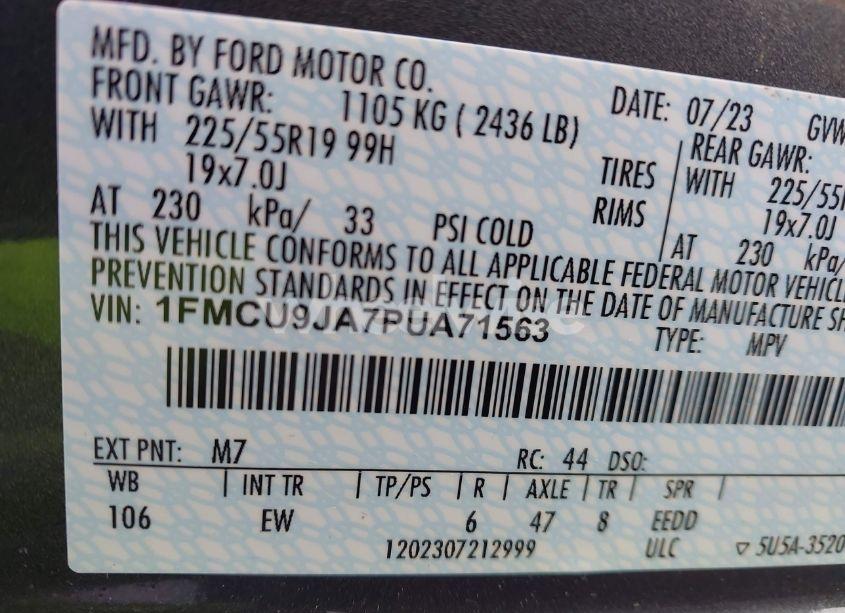 MFD. BY FORD MOTOR CO.
DATE: 07/23 GVW
FRONT GAWR: 1105 KG ( 2436 LB)
REAR GAWR:
WITH 225/55R19 99H TIRES WITH 225/55
19x7.0J RIMS 19x7.0J
AT 230 kPa/ 33 PSI COLD AT 230 kPa/
THIS VEHICLE CONFORMS TO ALL APPLICABLE FEDERAL MOTOR VEHICL
PREVENTION STANDARDS IN EFFECT ON THE DATE OF MANUFACTURE SH
VIN: 1FMCU9JA7PUA71563
TYPE: MPV
EXT PNT: M7 RC: 44 DSO:
WB INT TR TP/PS R AXLE TR SPR
106 EW 6 47 8 EEDD
1202307212999 ULC ▽ 5U5A-3520